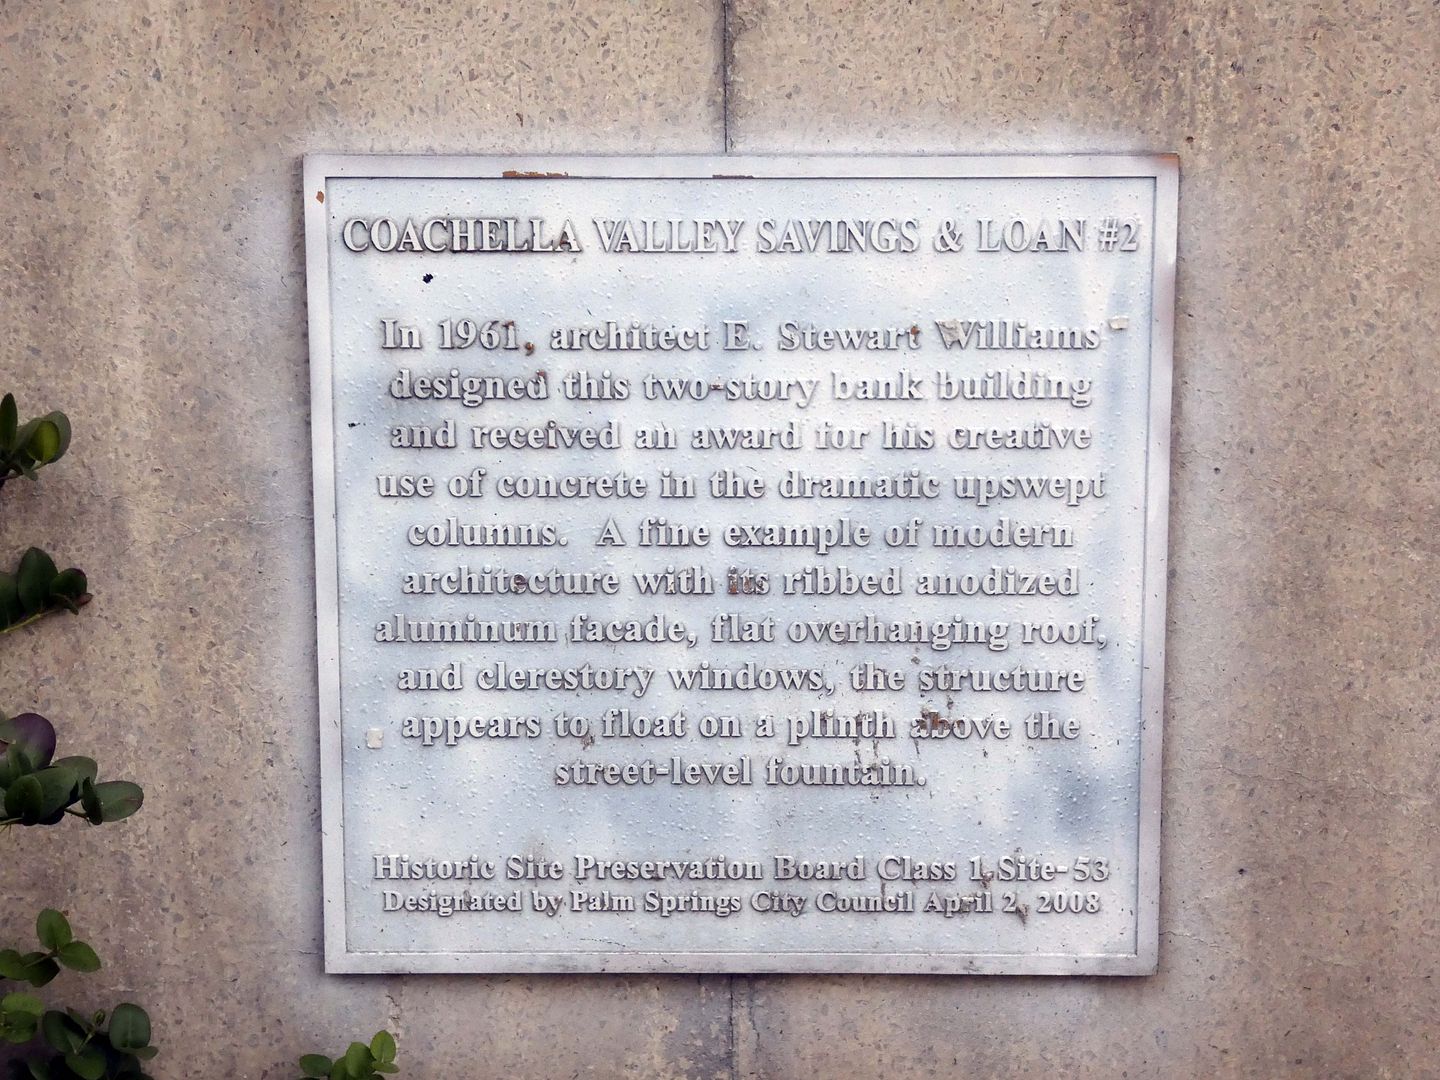 COACHELLA VALLEY SAVINGS & LOAN #2
In 1961, architect E. Stewart Williams
designed this two-story bank building
and received an award for his creative
use of concrete in the dramatic upswept
columns. A fine example of modern
architecture with its ribbed anodized
aluminum facade, flat overhanging roof,
and clerestory windows, the structure
appears to float on a plinth above the
street-level fountain.
Historic Site Preservation Board Class 1 Site-53
Designated by Palm Springs City Council April 2, 2008